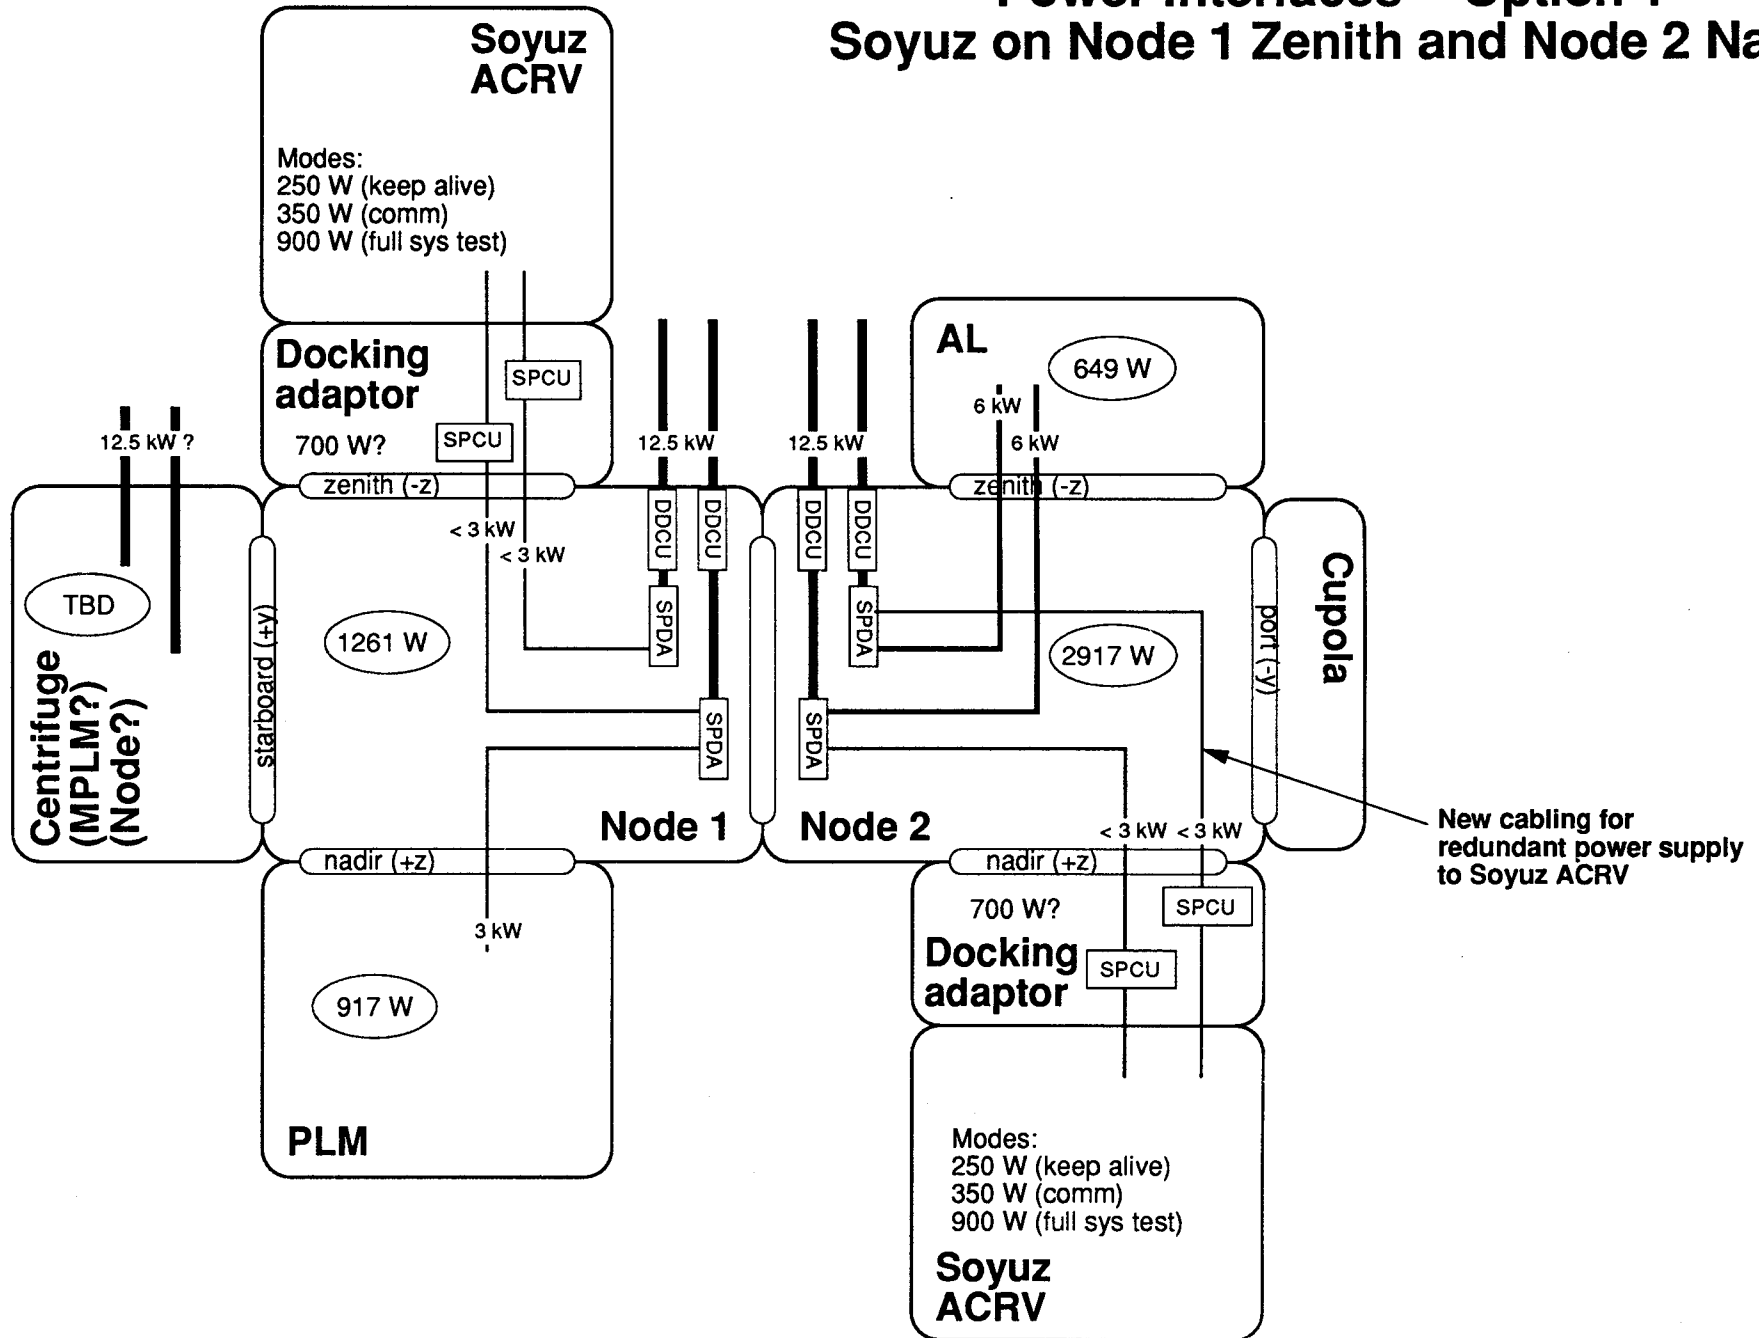 Power Interfaces – Option 1
Soyuz on Node 1 Zenith and Node 2 Na
Soyuz
ACRV
Modes:
250 W (keep alive)
350 W (comm)
900 W (full sys test)
Docking
adaptor
SPCU
SPCU
700 W?
zenith (-z)
12.5 kW ?
12.5 kW
12.5 kW
AL
649 W
6 kW
6 kW
zenith (-z)
< 3 kW
< 3 kW
DDCU
DDCU
DDCU
DDCU
SPDA
SPDA
SPDA
SPDA
TBD
Centrifuge
(MPLM?)
(Node?)
starboard (+y)
1261 W
2917 W
port (-y)
Cupola
Node 1
Node 2
< 3 kW
< 3 kW
New cabling for
redundant power supply
to Soyuz ACRV
nadir (+z)
nadir (+z)
3 kW
917 W
PLM
700 W?
SPCU
Docking
adaptor
SPCU
Modes:
250 W (keep alive)
350 W (comm)
900 W (full sys test)
Soyuz
ACRV